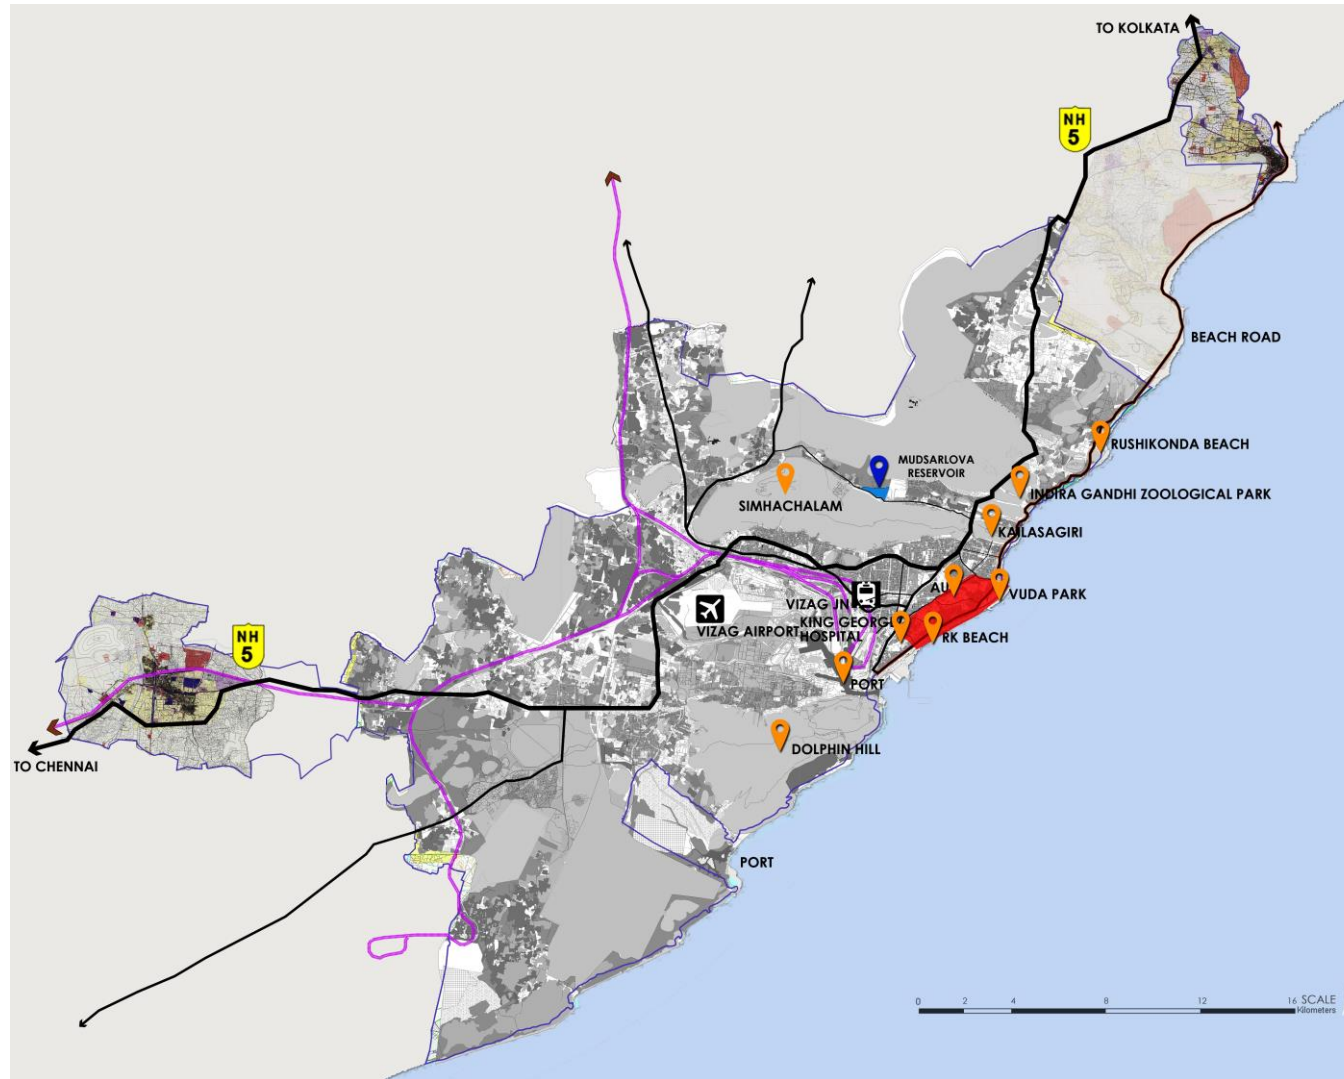 TO KOLKATA
NH
5
BEACH ROAD
RUSHIKONDA BEACH
MUDSARLOVA
RESERVOIR
INDIRA GANDHI ZOOLOGICAL PARK
SIMHACHALAM
KAILASAGIRI
AU
VUDA PARK
VIZAG JN
KING GEORGE
HOSPITAL
VIZAG AIRPORT
RK BEACH
NH
5
PORT
DOLPHIN HILL
TO CHENNAI
PORT
0 2 4 8 12 16 SCALE
Kilometers